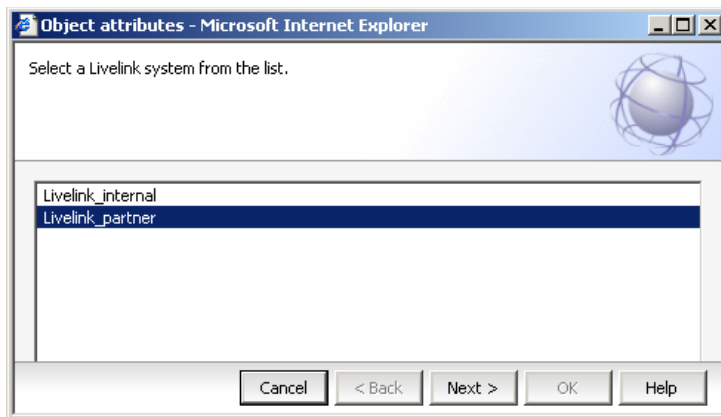 Object attributes - Microsoft Internet Explorer
Select a Livelink system from the list.
Livelink_internal
Livelink_partner
Cancel < Back Next > OK Help